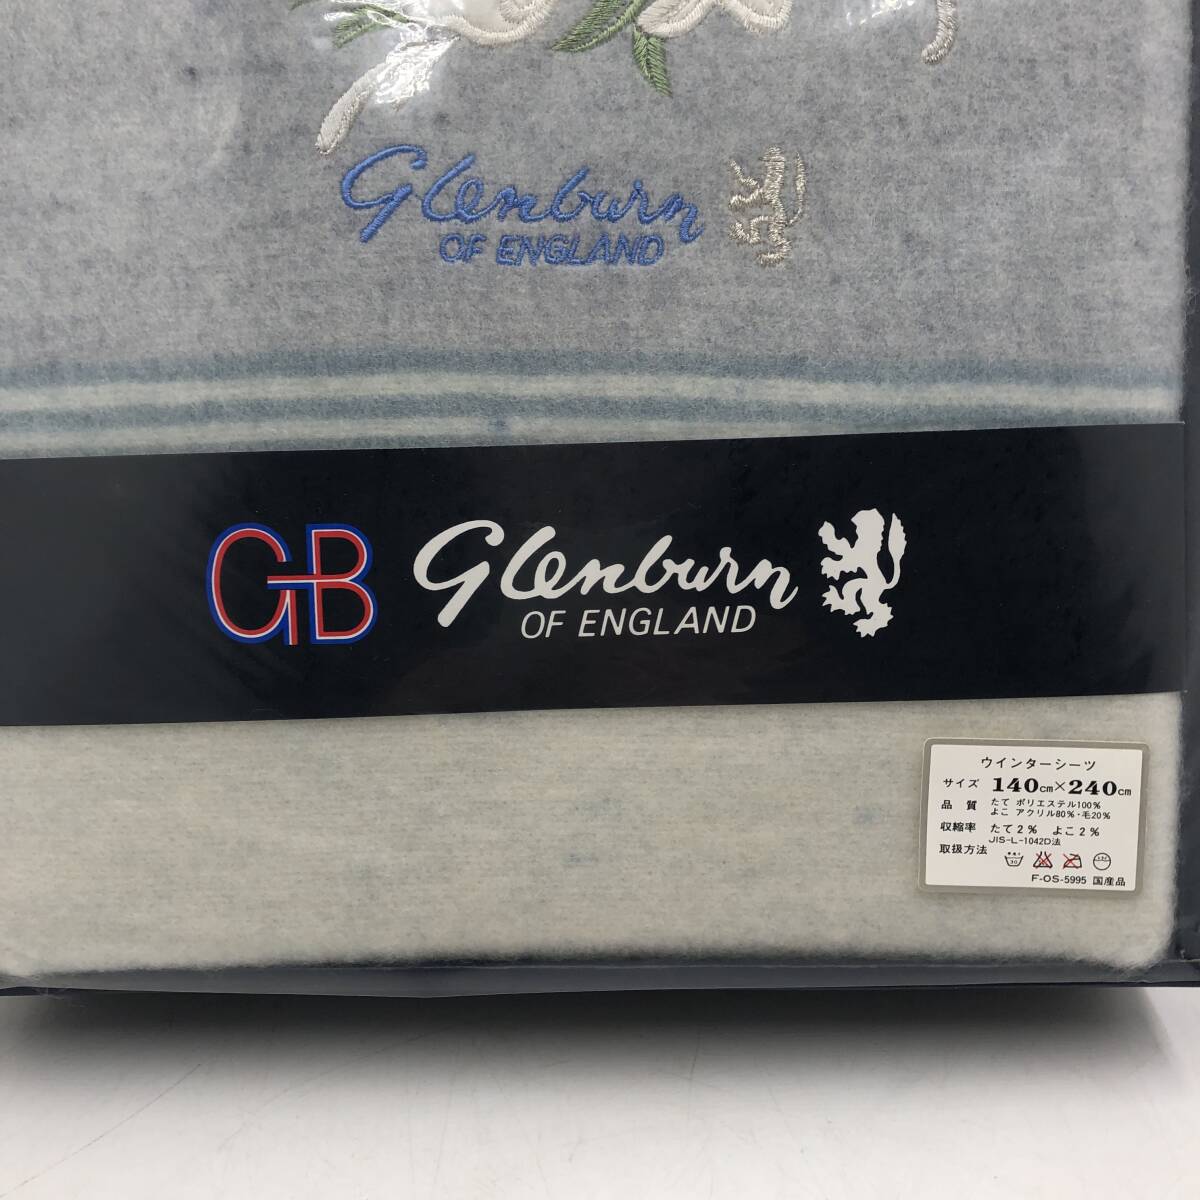 Glenburn
OF ENGLAND
GB Glenburn
OF ENGLAND
ウインターシーツ
サイズ 140cm×240cm
品質 たて ポリエステル100%
よこ アクリル80%・毛20%
収縮率 たて2% よこ2%
JIS-L-1042D法
取扱方法
30
F-OS-5995 国産品